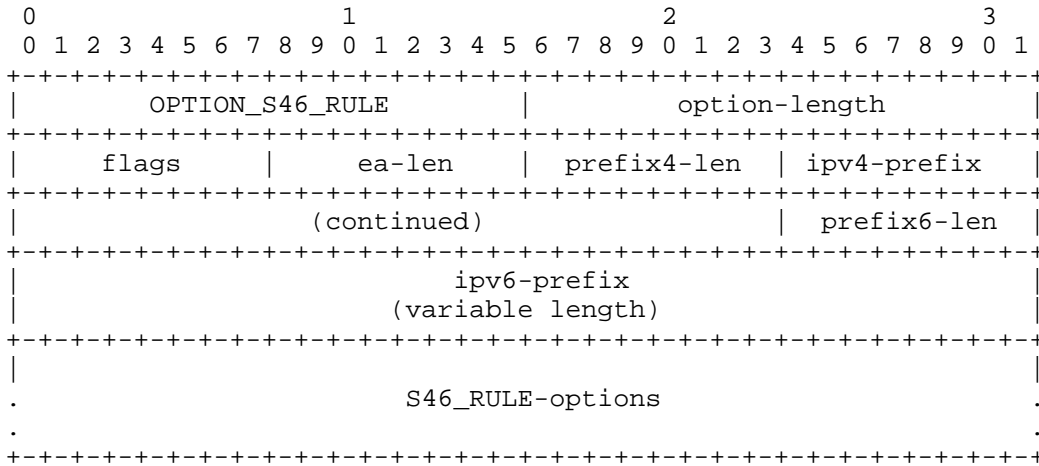 0                   1                   2                   3
 0 1 2 3 4 5 6 7 8 9 0 1 2 3 4 5 6 7 8 9 0 1 2 3 4 5 6 7 8 9 0 1
+-+-+-+-+-+-+-+-+-+-+-+-+-+-+-+-+-+-+-+-+-+-+-+-+-+-+-+-+-+-+-+-+
|        OPTION_S46_RULE        |         option-length         |
+-+-+-+-+-+-+-+-+-+-+-+-+-+-+-+-+-+-+-+-+-+-+-+-+-+-+-+-+-+-+-+-+
|     flags     |     ea-len    |  prefix4-len  | ipv4-prefix   |
+-+-+-+-+-+-+-+-+-+-+-+-+-+-+-+-+-+-+-+-+-+-+-+-+-+-+-+-+-+-+-+-+
|                  (continued)                  |  prefix6-len  |
+-+-+-+-+-+-+-+-+-+-+-+-+-+-+-+-+-+-+-+-+-+-+-+-+-+-+-+-+-+-+-+-+
|                           ipv6-prefix                         |
|                       (variable length)                       |
+-+-+-+-+-+-+-+-+-+-+-+-+-+-+-+-+-+-+-+-+-+-+-+-+-+-+-+-+-+-+-+-+
|                                                               |
.                        S46_RULE-options                       .
.                                                               .
+-+-+-+-+-+-+-+-+-+-+-+-+-+-+-+-+-+-+-+-+-+-+-+-+-+-+-+-+-+-+-+-+